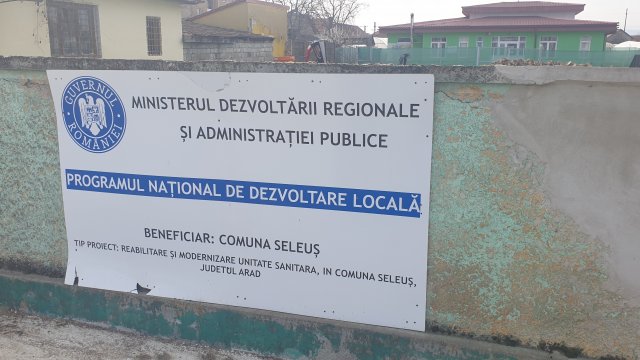 GUVERNUL ROMÂNIEI
MINISTERUL DEZVOLTĂRII REGIONALE
ȘI ADMINISTRAȚIEI PUBLICE
PROGRAMUL NAȚIONAL DE DEZVOLTARE LOCALĂ
BENEFICIAR: COMUNA SELEUȘ
TIP PROIECT: REABILITARE ȘI MODERNIZARE UNITATE SANITARA, IN COMUNA SELEUȘ,
JUDETUL ARAD